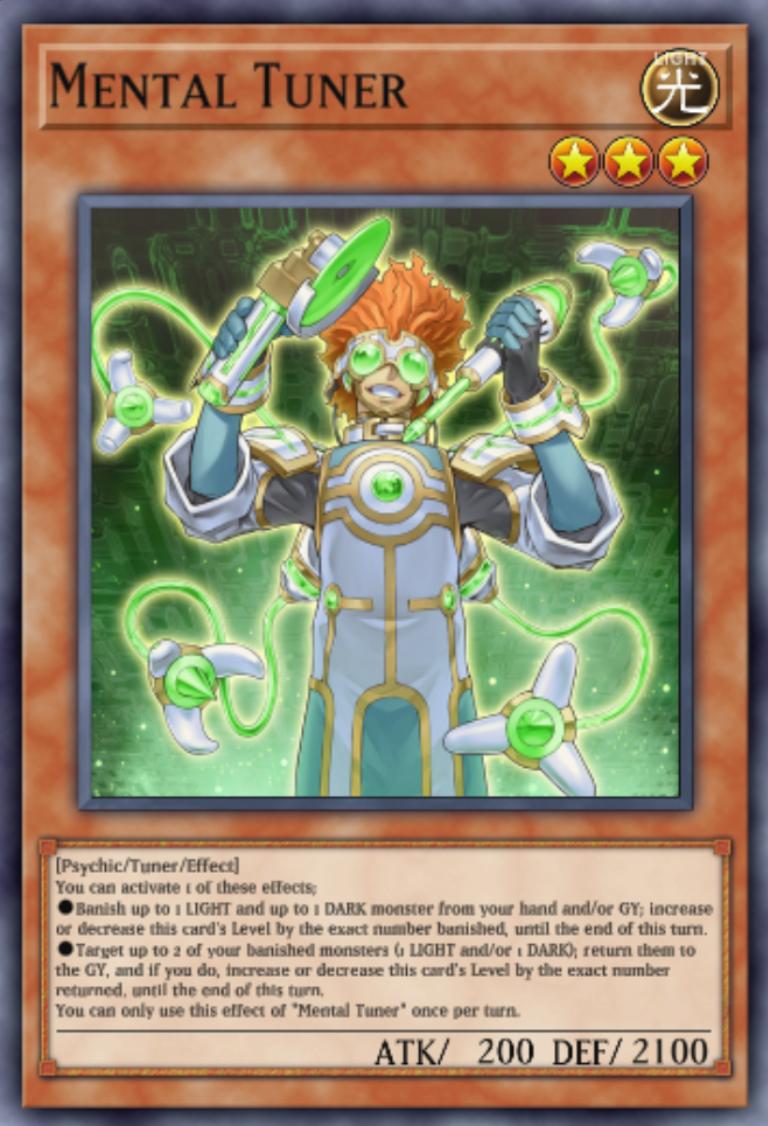 MENTAL TUNER
LIGHT
光
[Psychic/Tuner/Effect]
You can activate 1 of these effects;
●Banish up to 1 LIGHT and up to 1 DARK monster from your hand and/or GY; increase
or decrease this card's Level by the exact number banished, until the end of this turn.
●Target up to 2 of your banished monsters (1 LIGHT and/or 1 DARK); return them to
the GY, and if you do, increase or decrease this card's Level by the exact number
returned, until the end of this turn.
You can only use this effect of "Mental Tuner" once per turn.
ATK/ 200 DEF/ 2100